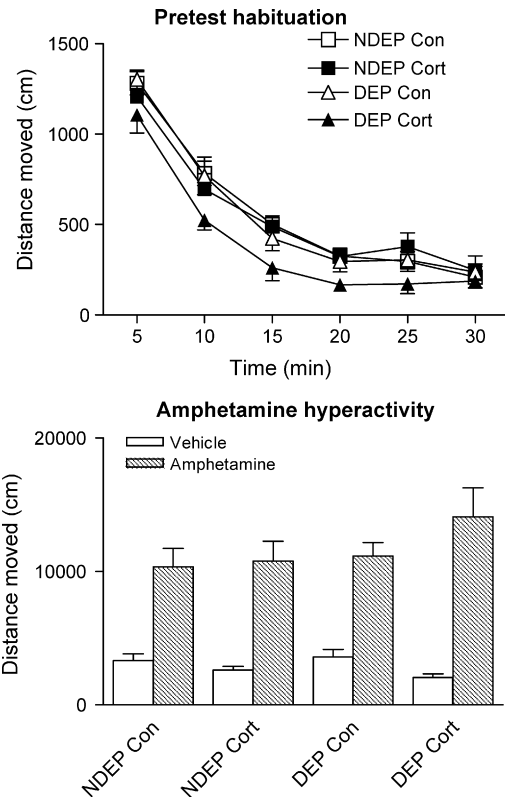 Pretest habituation
1500
1000
500
0
Distance moved (cm)
NDEP Con
NDEP Cort
DEP Con
DEP Cort
5 10 15 20 25 30
Time (min)
Amphetamine hyperactivity
20000
10000
0
Distance moved (cm)
Vehicle
Amphetamine
NDEP Con
NDEP Cort
DEP Con
DEP Cort